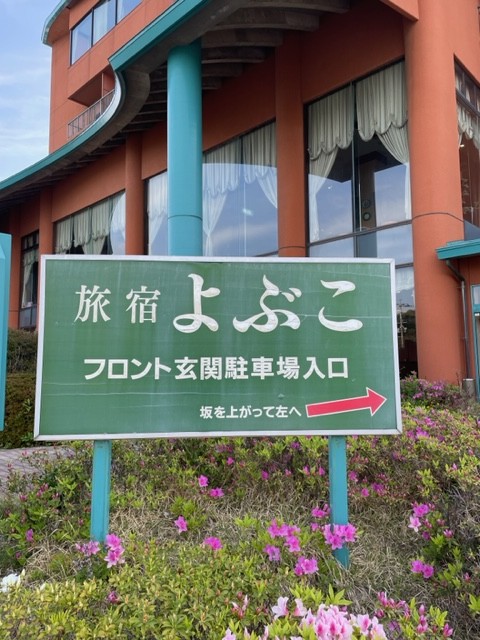 旅宿 よぶこ
フロント玄関駐車場入口
坂を上がって左へ